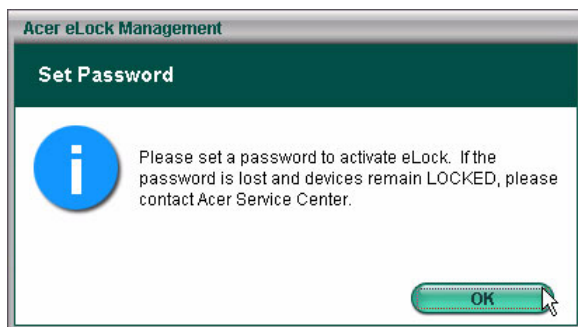 Acer eLock Management
Set Password
Please set a password to activate eLock. If the
password is lost and devices remain LOCKED, please
contact Acer Service Center.
OK